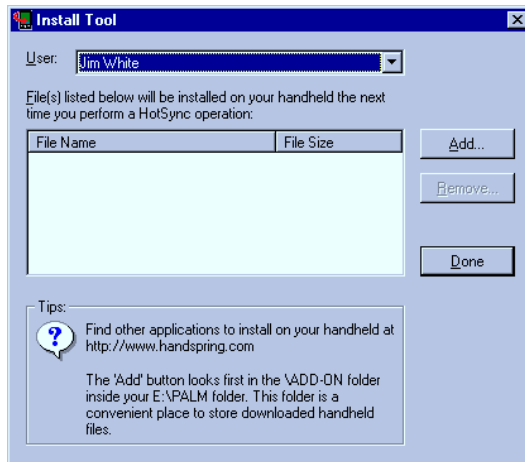 Install Tool
User: Jim White
File(s) listed below will be installed on your handheld the next
time you perform a HotSync operation:
File Name File Size
Add...
Remove...
Done
Tips:
?
Find other applications to install on your handheld at
http://www.handspring.com
The 'Add' button looks first in the \ADD-ON folder
inside your E:\PALM folder. This folder is a
convenient place to store downloaded handheld
files.